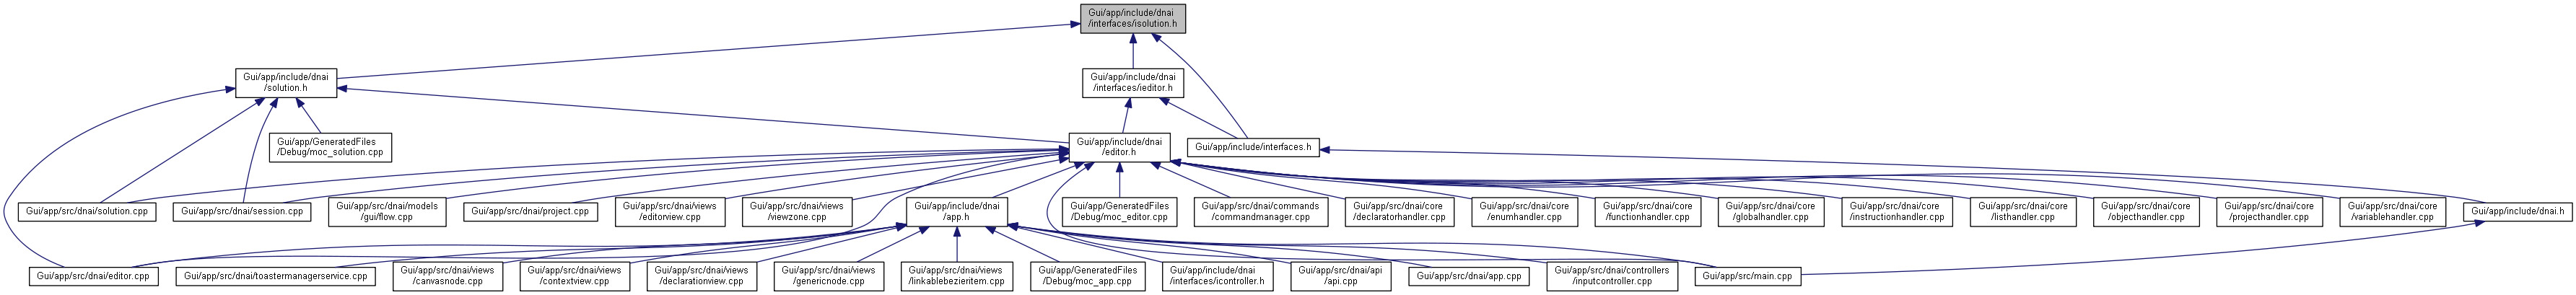 Gui/app/include/dnai
/interfaces/isolution.h
Gui/app/include/dnai
/solution.h
Gui/app/include/dnai
/interfaces/ieditor.h
Gui/app/GeneratedFiles
/Debug/moc_solution.cpp
Gui/app/include/dnai
/editor.h
Gui/app/include/interfaces.h
Gui/app/src/dnai/solution.cpp
Gui/app/src/dnai/session.cpp
Gui/app/src/dnai/models
/gui/flow.cpp
Gui/app/src/dnai/project.cpp
Gui/app/src/dnai/views
/editorview.cpp
Gui/app/src/dnai/views
/viewzone.cpp
Gui/app/include/dnai
/app.h
Gui/app/GeneratedFiles
/Debug/moc_editor.cpp
Gui/app/src/dnai/commands
/commandmanager.cpp
Gui/app/src/dnai/core
/declaratorhandler.cpp
Gui/app/src/dnai/core
/enumhandler.cpp
Gui/app/src/dnai/core
/functionhandler.cpp
Gui/app/src/dnai/core
/globalhandler.cpp
Gui/app/src/dnai/core
/instructionhandler.cpp
Gui/app/src/dnai/core
/listhandler.cpp
Gui/app/src/dnai/core
/objecthandler.cpp
Gui/app/src/dnai/core
/projecthandler.cpp
Gui/app/src/dnai/core
/variablehandler.cpp
Gui/app/include/dnai.h
Gui/app/src/dnai/editor.cpp
Gui/app/src/dnai/toastermanagerservice.cpp
Gui/app/src/dnai/views
/canvasnode.cpp
Gui/app/src/dnai/views
/contextview.cpp
Gui/app/src/dnai/views
/declarationview.cpp
Gui/app/src/dnai/views
/genericnode.cpp
Gui/app/src/dnai/views
/linkablebezieritem.cpp
Gui/app/GeneratedFiles
/Debug/moc_app.cpp
Gui/app/include/dnai
/interfaces/icontroller.h
Gui/app/src/dnai/api
/api.cpp
Gui/app/src/dnai/app.cpp
Gui/app/src/dnai/controllers
/inputcontroller.cpp
Gui/app/src/main.cpp